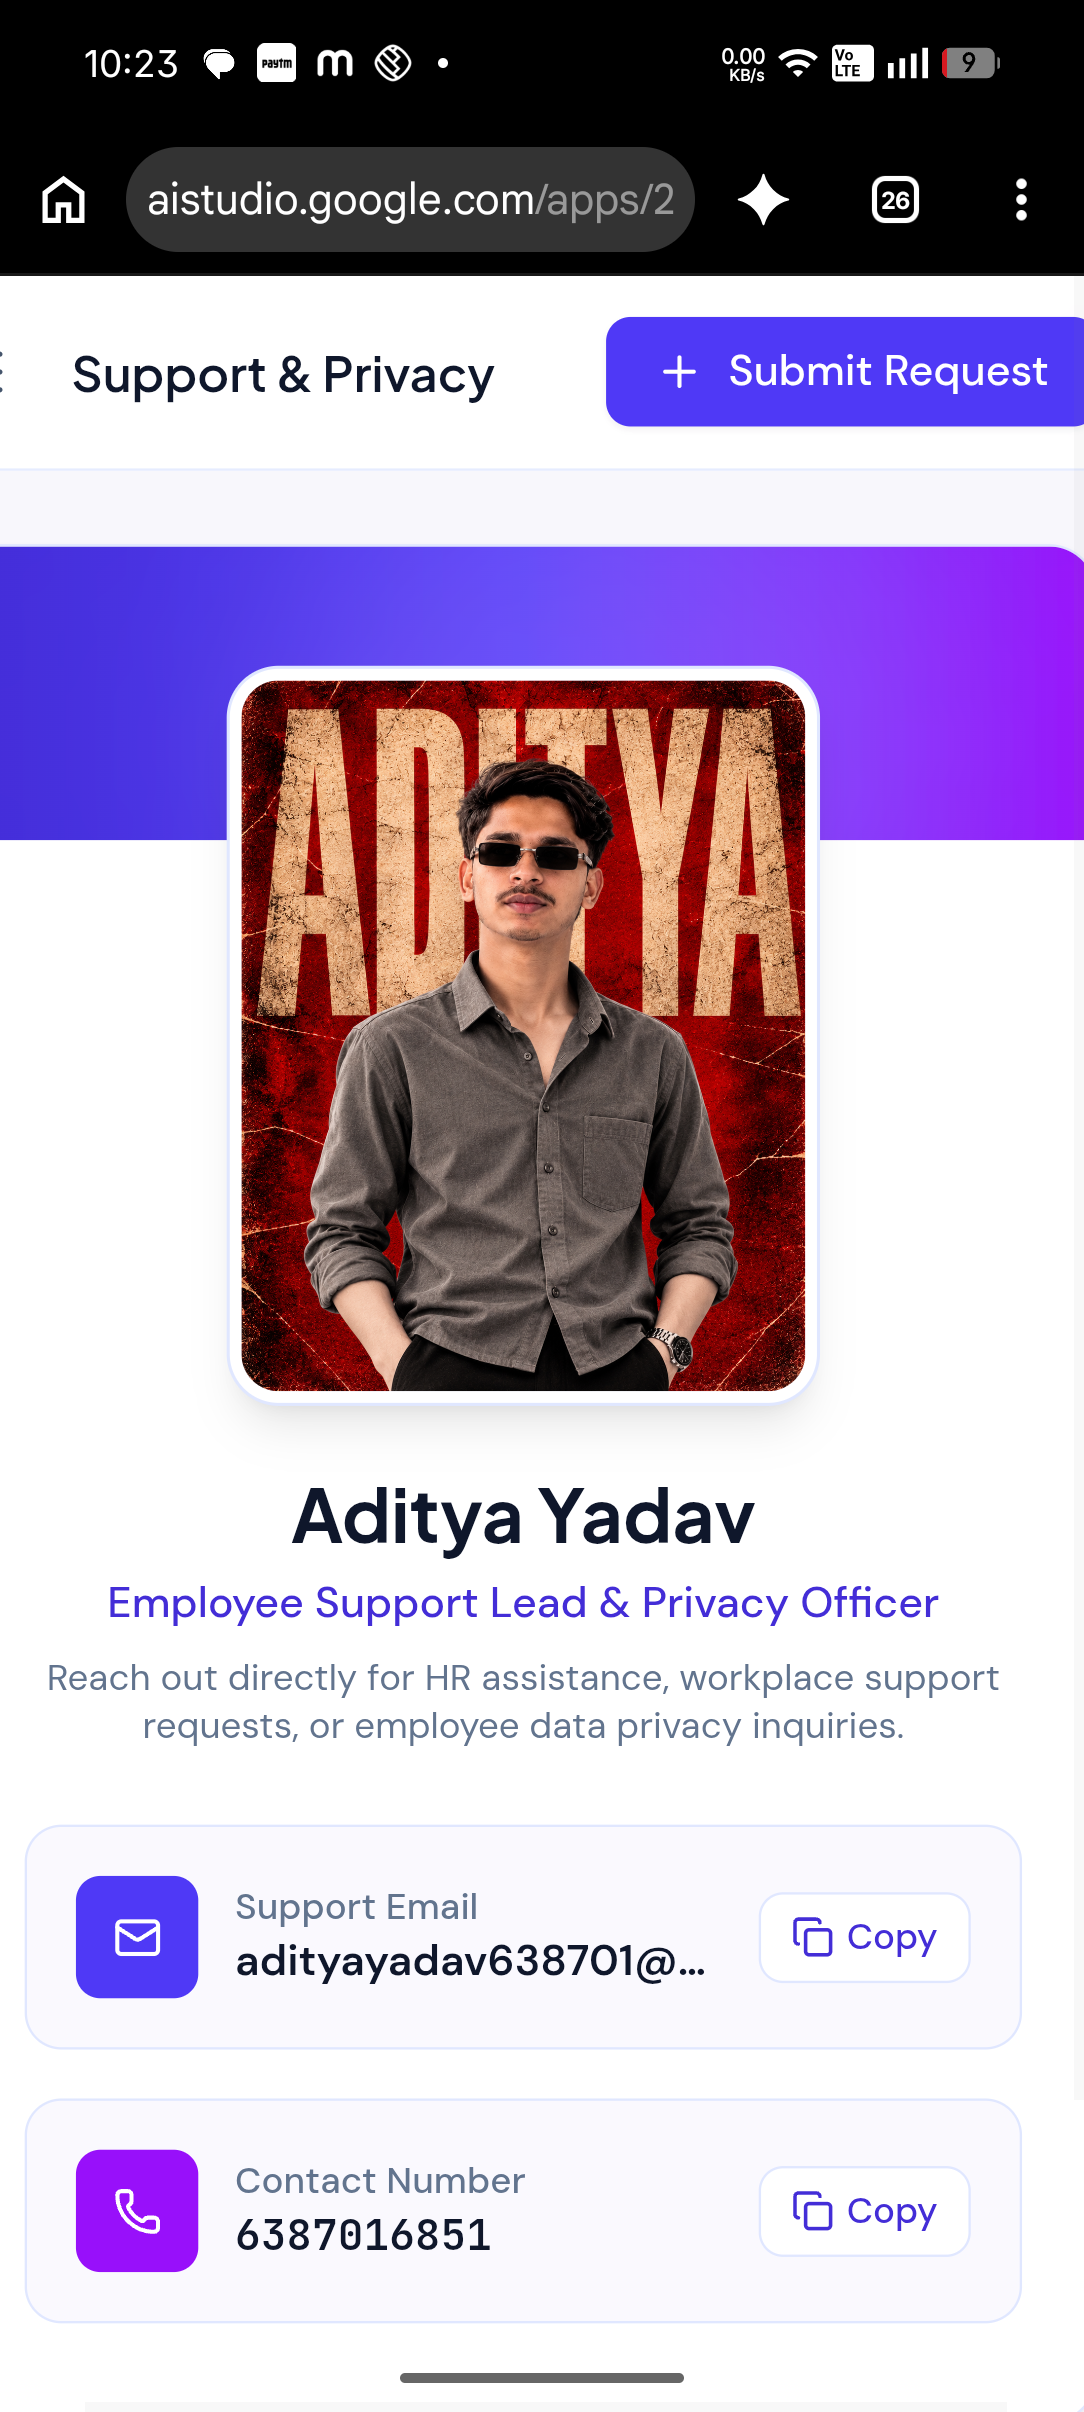 10:23
paytm
m
0.00
KB/s
Vo
LTE
9
aistudio.google.com/apps/2
26
Support & Privacy
+ Submit Request
ADITYA
Aditya Yadav
Employee Support Lead & Privacy Officer
Reach out directly for HR assistance, workplace support
requests, or employee data privacy inquiries.
Support Email
adityayadav638701@...
Copy
Contact Number
6387016851
Copy